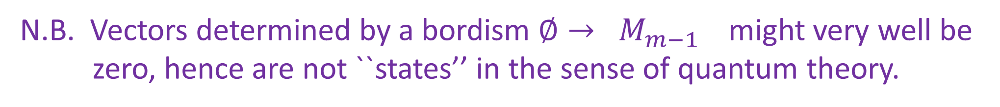 N.B. Vectors determined by a bordism ∅ → M_{m−1} might very well be
zero, hence are not ``states’’ in the sense of quantum theory.